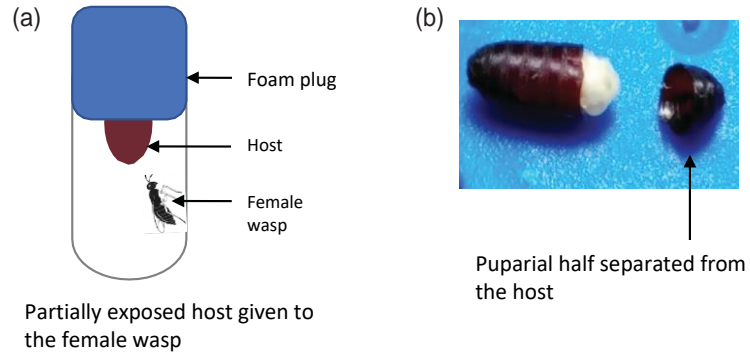 (a)
Foam plug
Host
Female
wasp
Partially exposed host given to
the female wasp
(b)
Puparial half separated from
the host